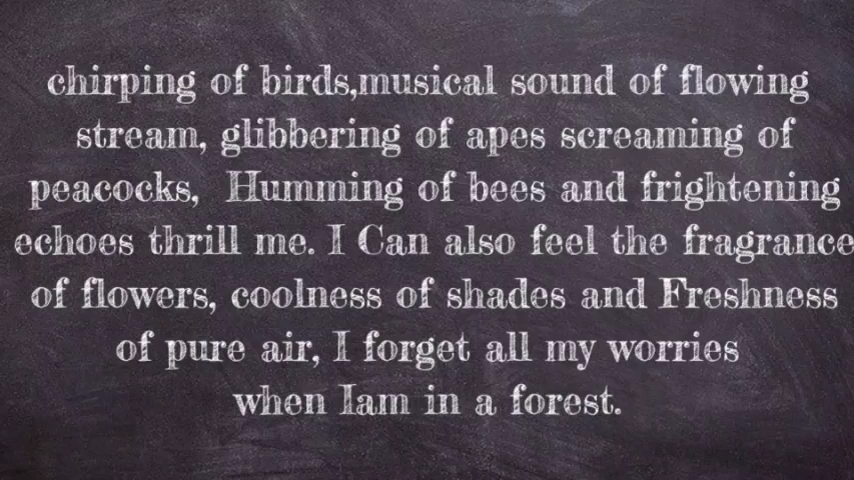 chirping of birds,musical sound of flowing
stream, glibbering of apes screaming of
peacocks, Humming of bees and frightening
echoes thrill me. I Can also feel the fragrance
of flowers, coolness of shades and Freshness
of pure air, I forget all my worries
when Iam in a forest.